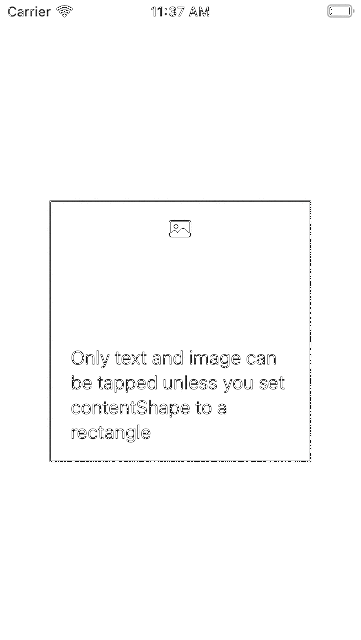 Carrier 11:37 AM
Only text and image can
be tapped unless you set
contentShape to a
rectangle